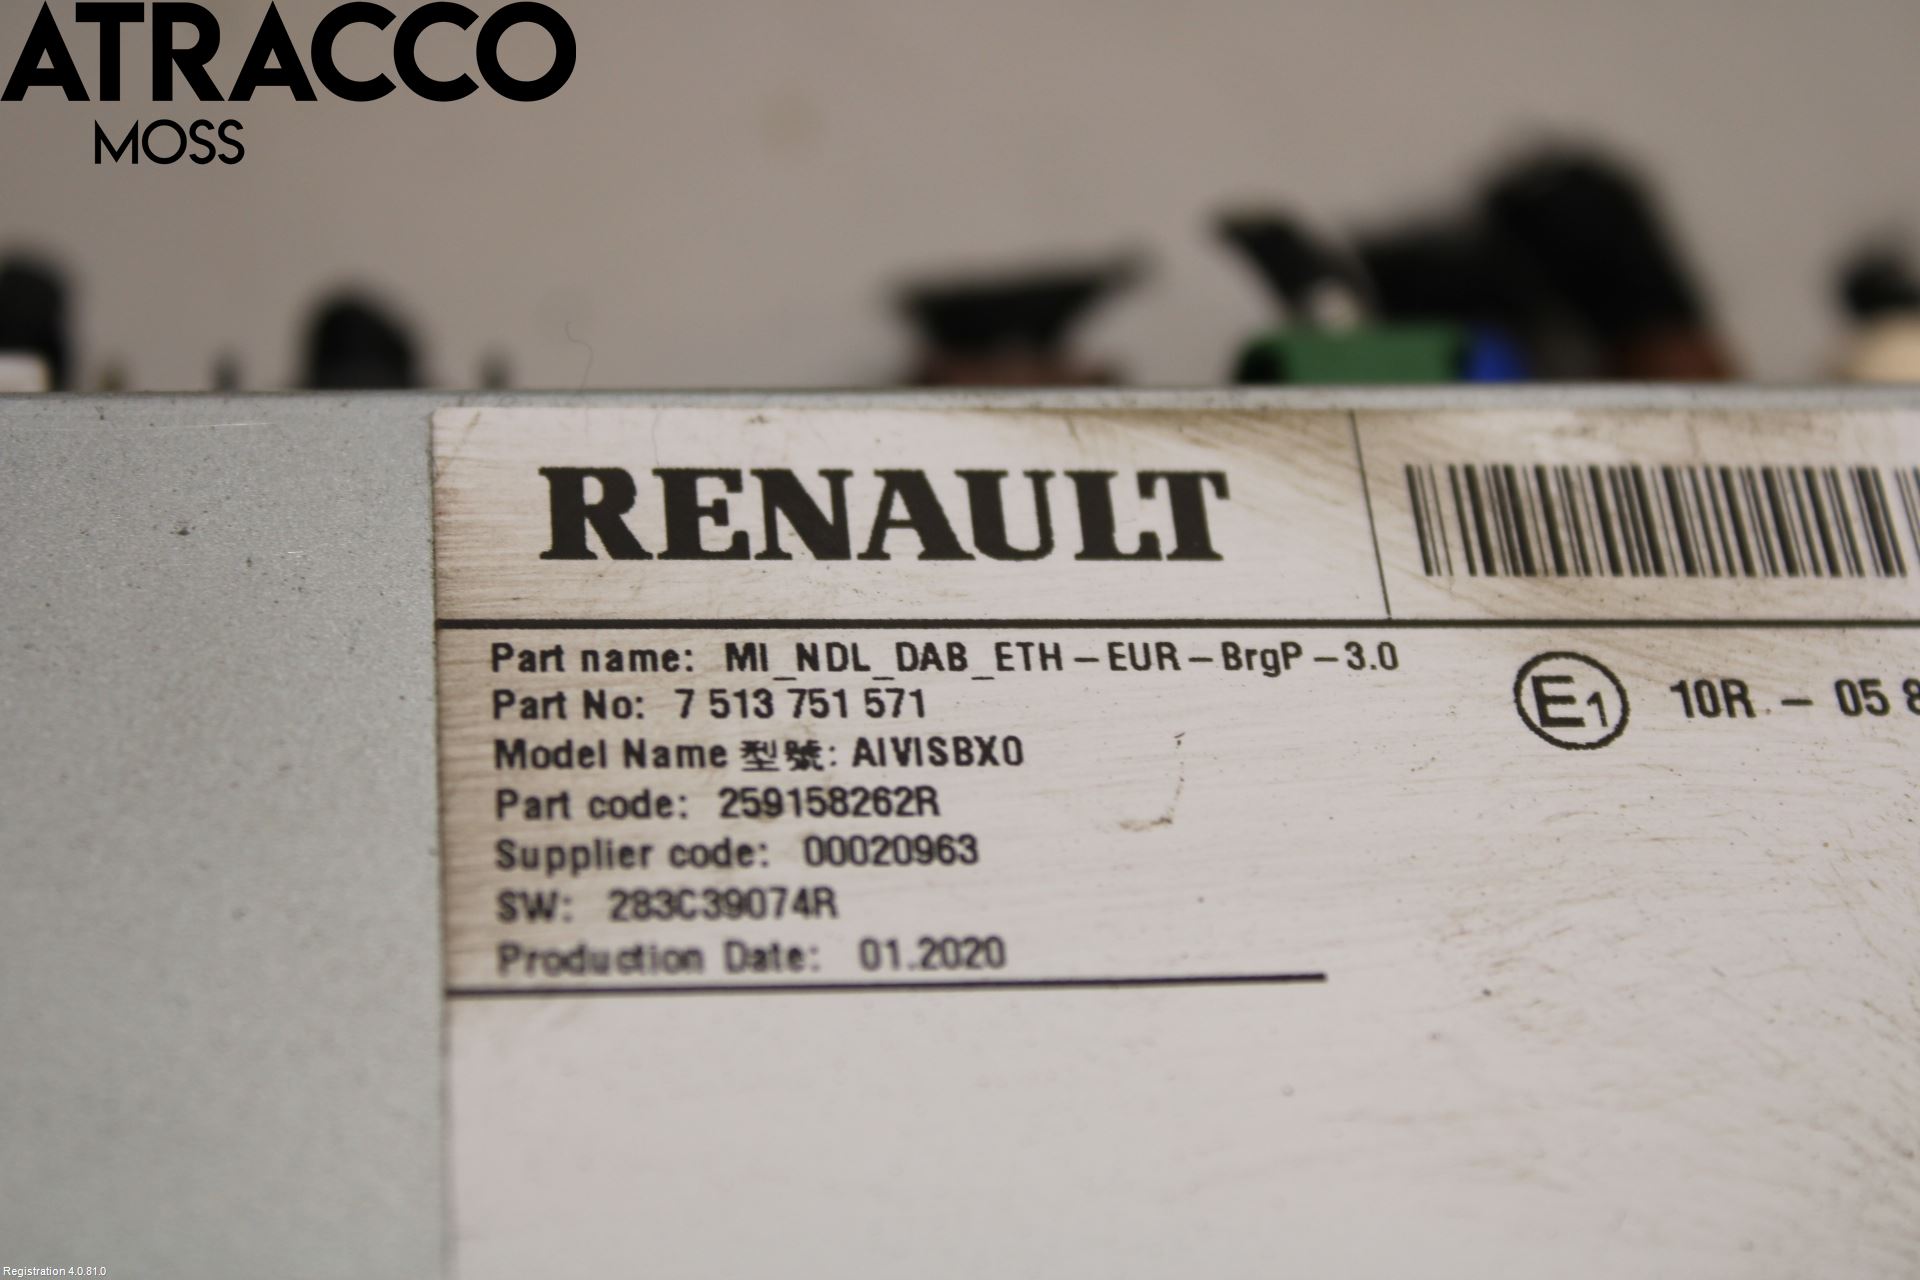 ATRACCO
MOSS
RENAULT
Part name: MI_NDL_DAB_ETH-EUR-BrgP-3.0
Part No: 7 513 751 571
Model Name 型號: AIVISBX0
Part code: 259158262R
Supplier code: 00020963
SW: 283C39074R
Production Date: 01.2020
E1 10R - 05 8
Registration 4.0.81.0